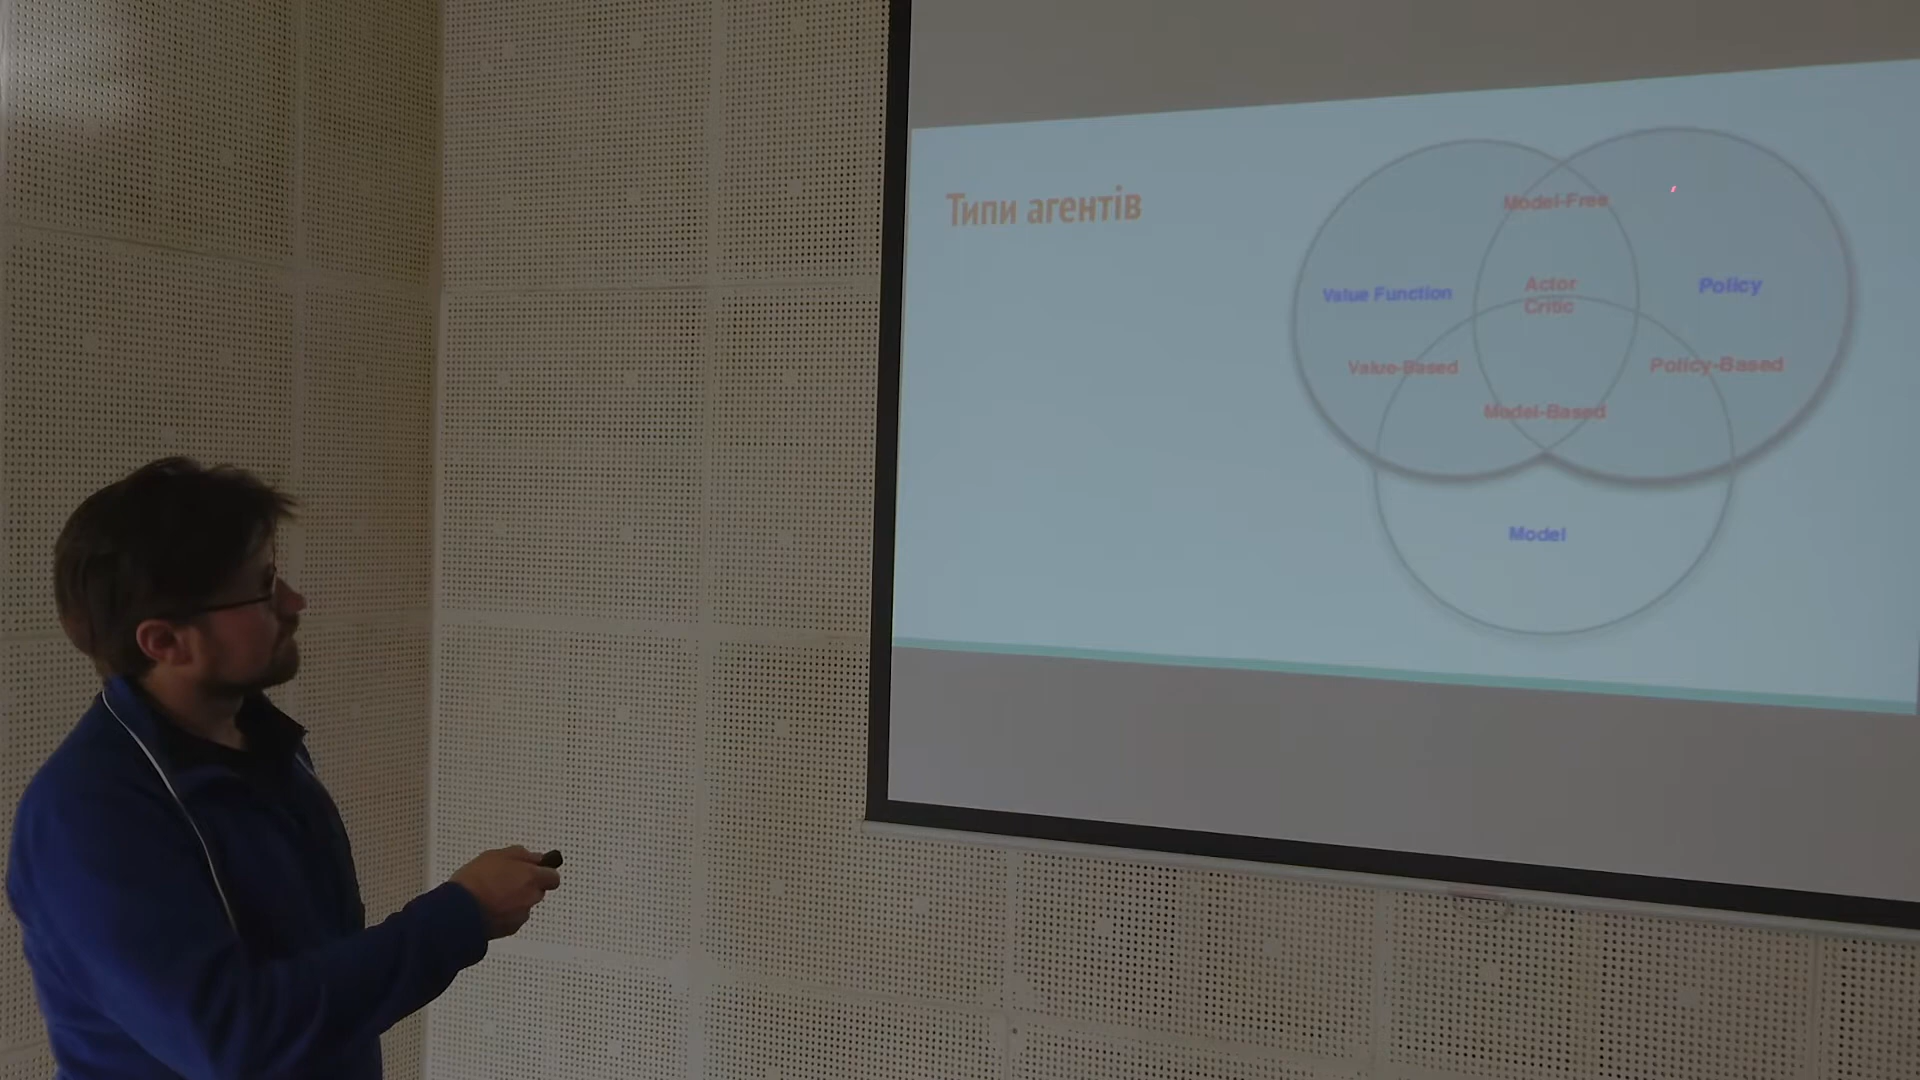 Типи агентів
Model-Free
Value Function
Actor
Critic
Policy
Value-Based
Policy-Based
Model-Based
Model